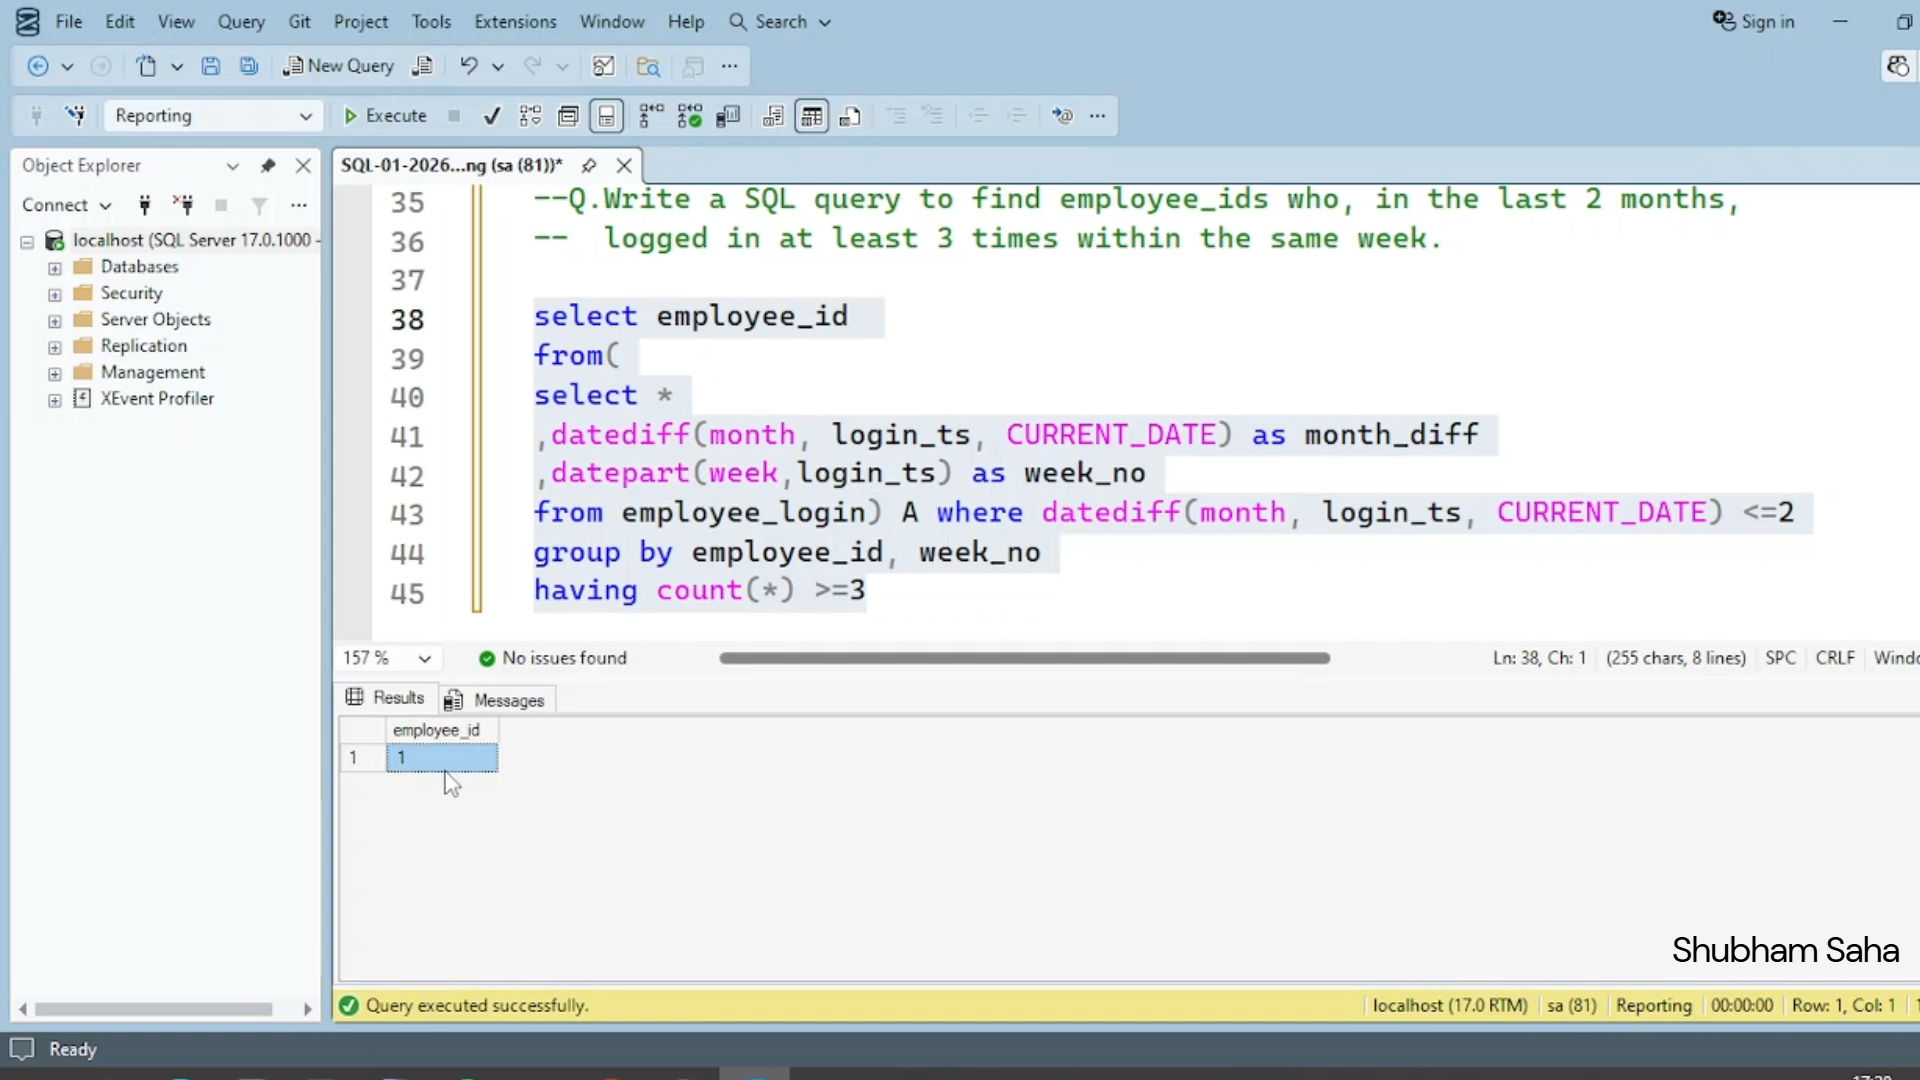 File Edit View Query Git Project Tools Extensions Window Help Search Sign in
New Query
Reporting Execute
Object Explorer
Connect
localhost (SQL Server 17.0.1000 -
Databases
Security
Server Objects
Replication
Management
XEvent Profiler
SQL-01-2026...ng (sa (81))*
35 --Q.Write a SQL query to find employee_ids who, in the last 2 months,
36 -- logged in at least 3 times within the same week.
37
38 select employee_id
39 from(
40 select *
41 ,datediff(month, login_ts, CURRENT_DATE) as month_diff
42 ,datepart(week,login_ts) as week_no
43 from employee_login) A where datediff(month, login_ts, CURRENT_DATE) <=2
44 group by employee_id, week_no
45 having count(*) >=3
157 % No issues found Ln: 38, Ch: 1 (255 chars, 8 lines) SPC CRLF Windo
Results Messages
employee_id
1 1
Shubham Saha
Query executed successfully. localhost (17.0 RTM) sa (81) Reporting 00:00:00 Row: 1, Col: 1
Ready